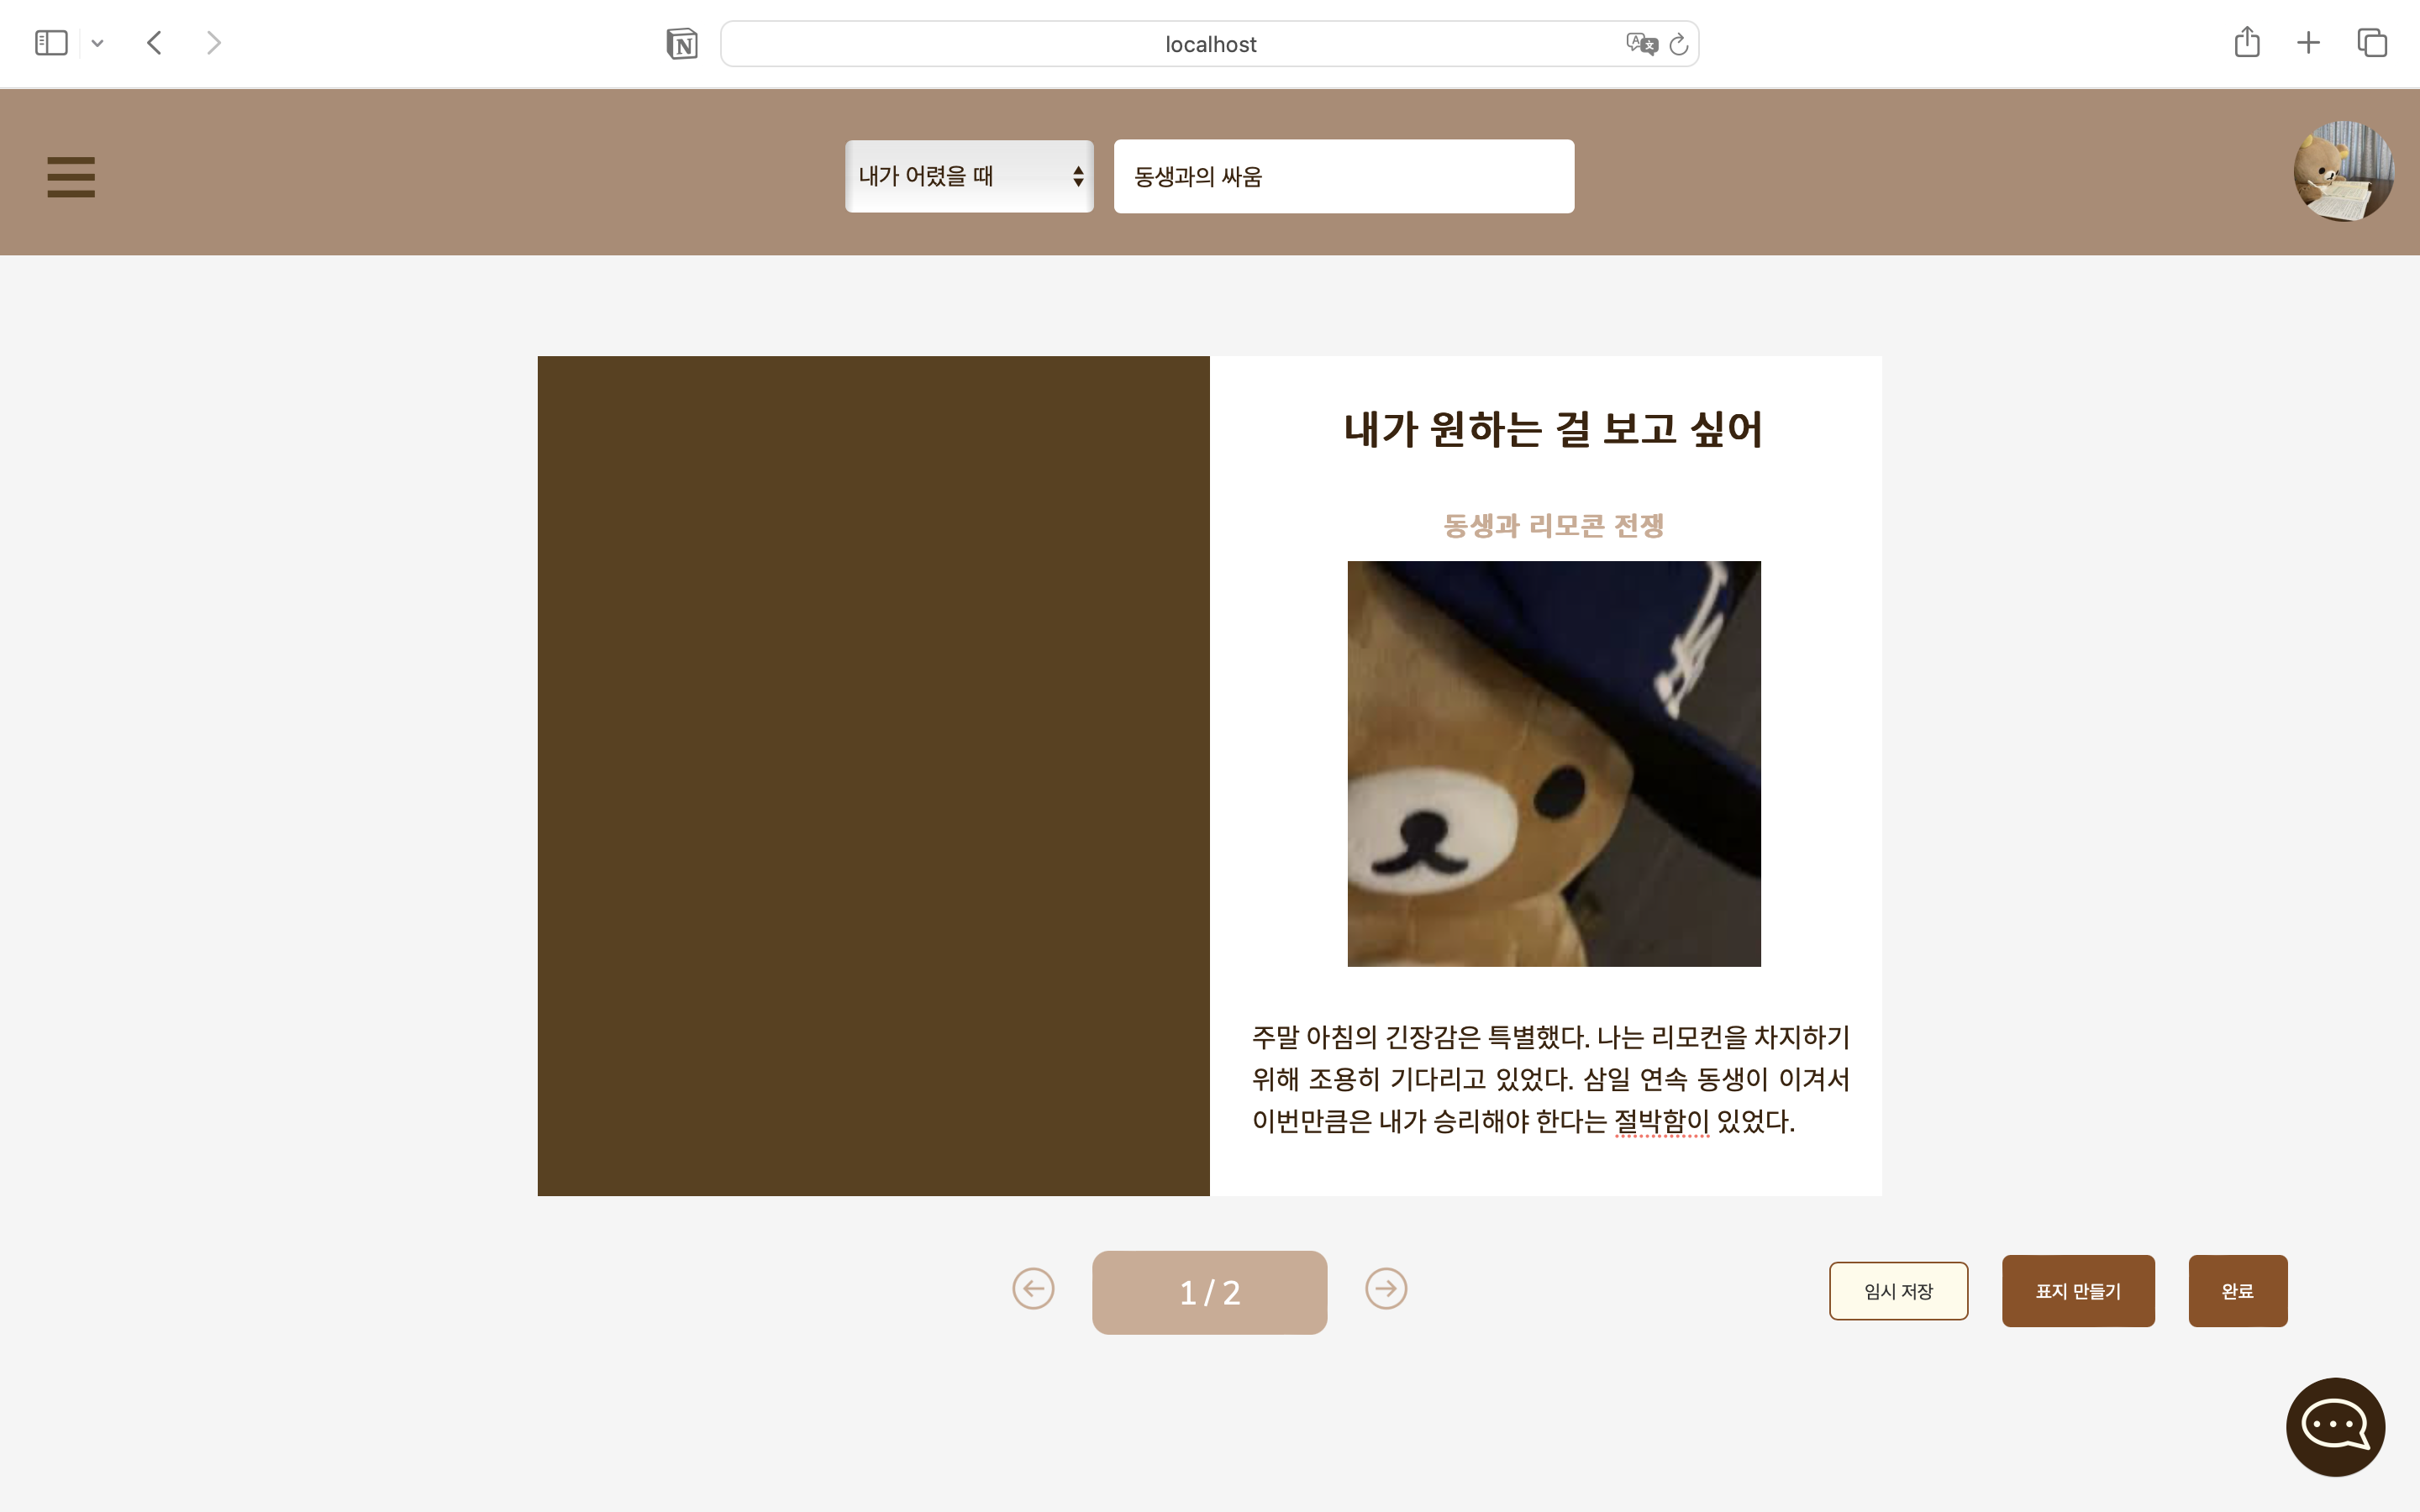 localhost
내가 어렸을 때
동생과의 싸움
내가 원하는 걸 보고 싶어
동생과 리모콘 전쟁
주말 아침의 긴장감은 특별했다. 나는 리모컨을 차지하기
위해 조용히 기다리고 있었다. 삼일 연속 동생이 이겨서
이번만큼은 내가 승리해야 한다는 절박함이 있었다.
1 / 2
임시 저장
표지 만들기
완료